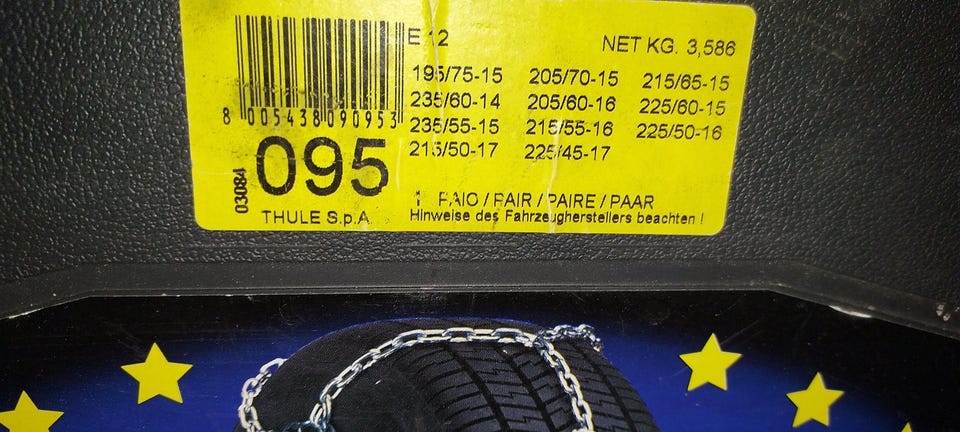 E 12
NET KG. 3,586
195/75-15 205/70-15 215/65-15
235/60-14 205/60-16 225/60-15
235/55-15 215/55-16 225/50-16
215/50-17 225/45-17
8 005438 090953
095
03084
THULE S.p.A
1 PAIO / PAIR / PAIRE / PAAR
Hinweise des Fahrzeugherstellers beachten !